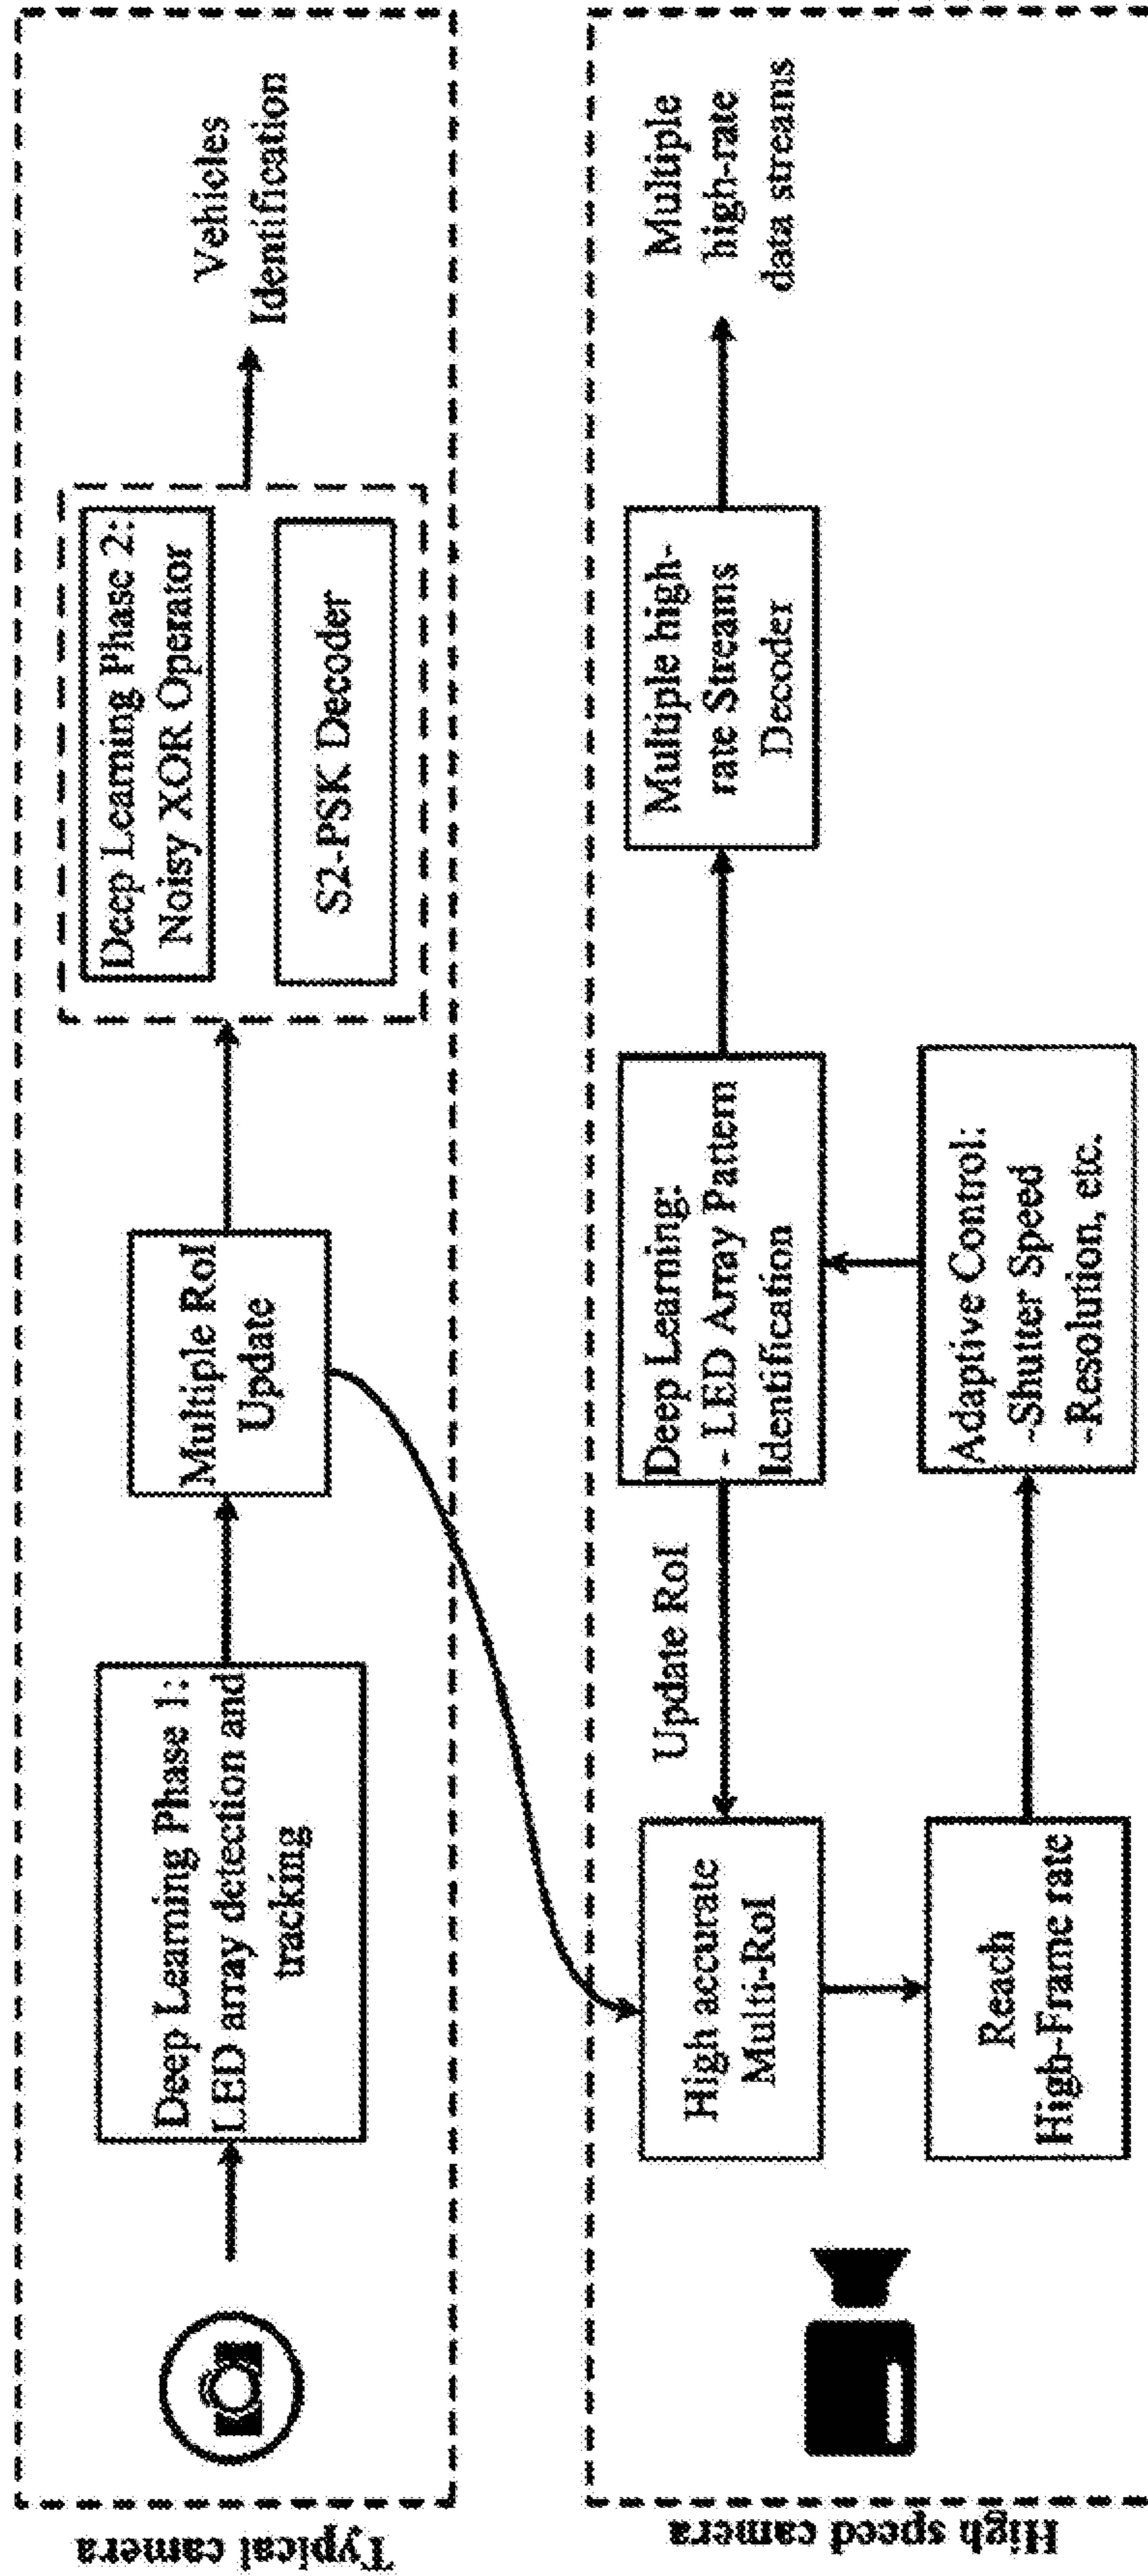 Typical camera
Deep Learning Phase 1:
LED array detection and
tracking
Multiple RoI
Update
Deep Learning Phase 2:
Noisy XOR Operator
S2-PSK Decoder
Vehicles
Identification
High speed camera
High accurate
Multi-RoI
Reach
High-Frame rate
Update RoI
Deep Learning:
- LED Array Pattern
Identification
Adaptive Control:
-Shutter Speed
-Resolution, etc.
Multiple high-
rate Streams
Decoder
Multiple
high-rate
data streams